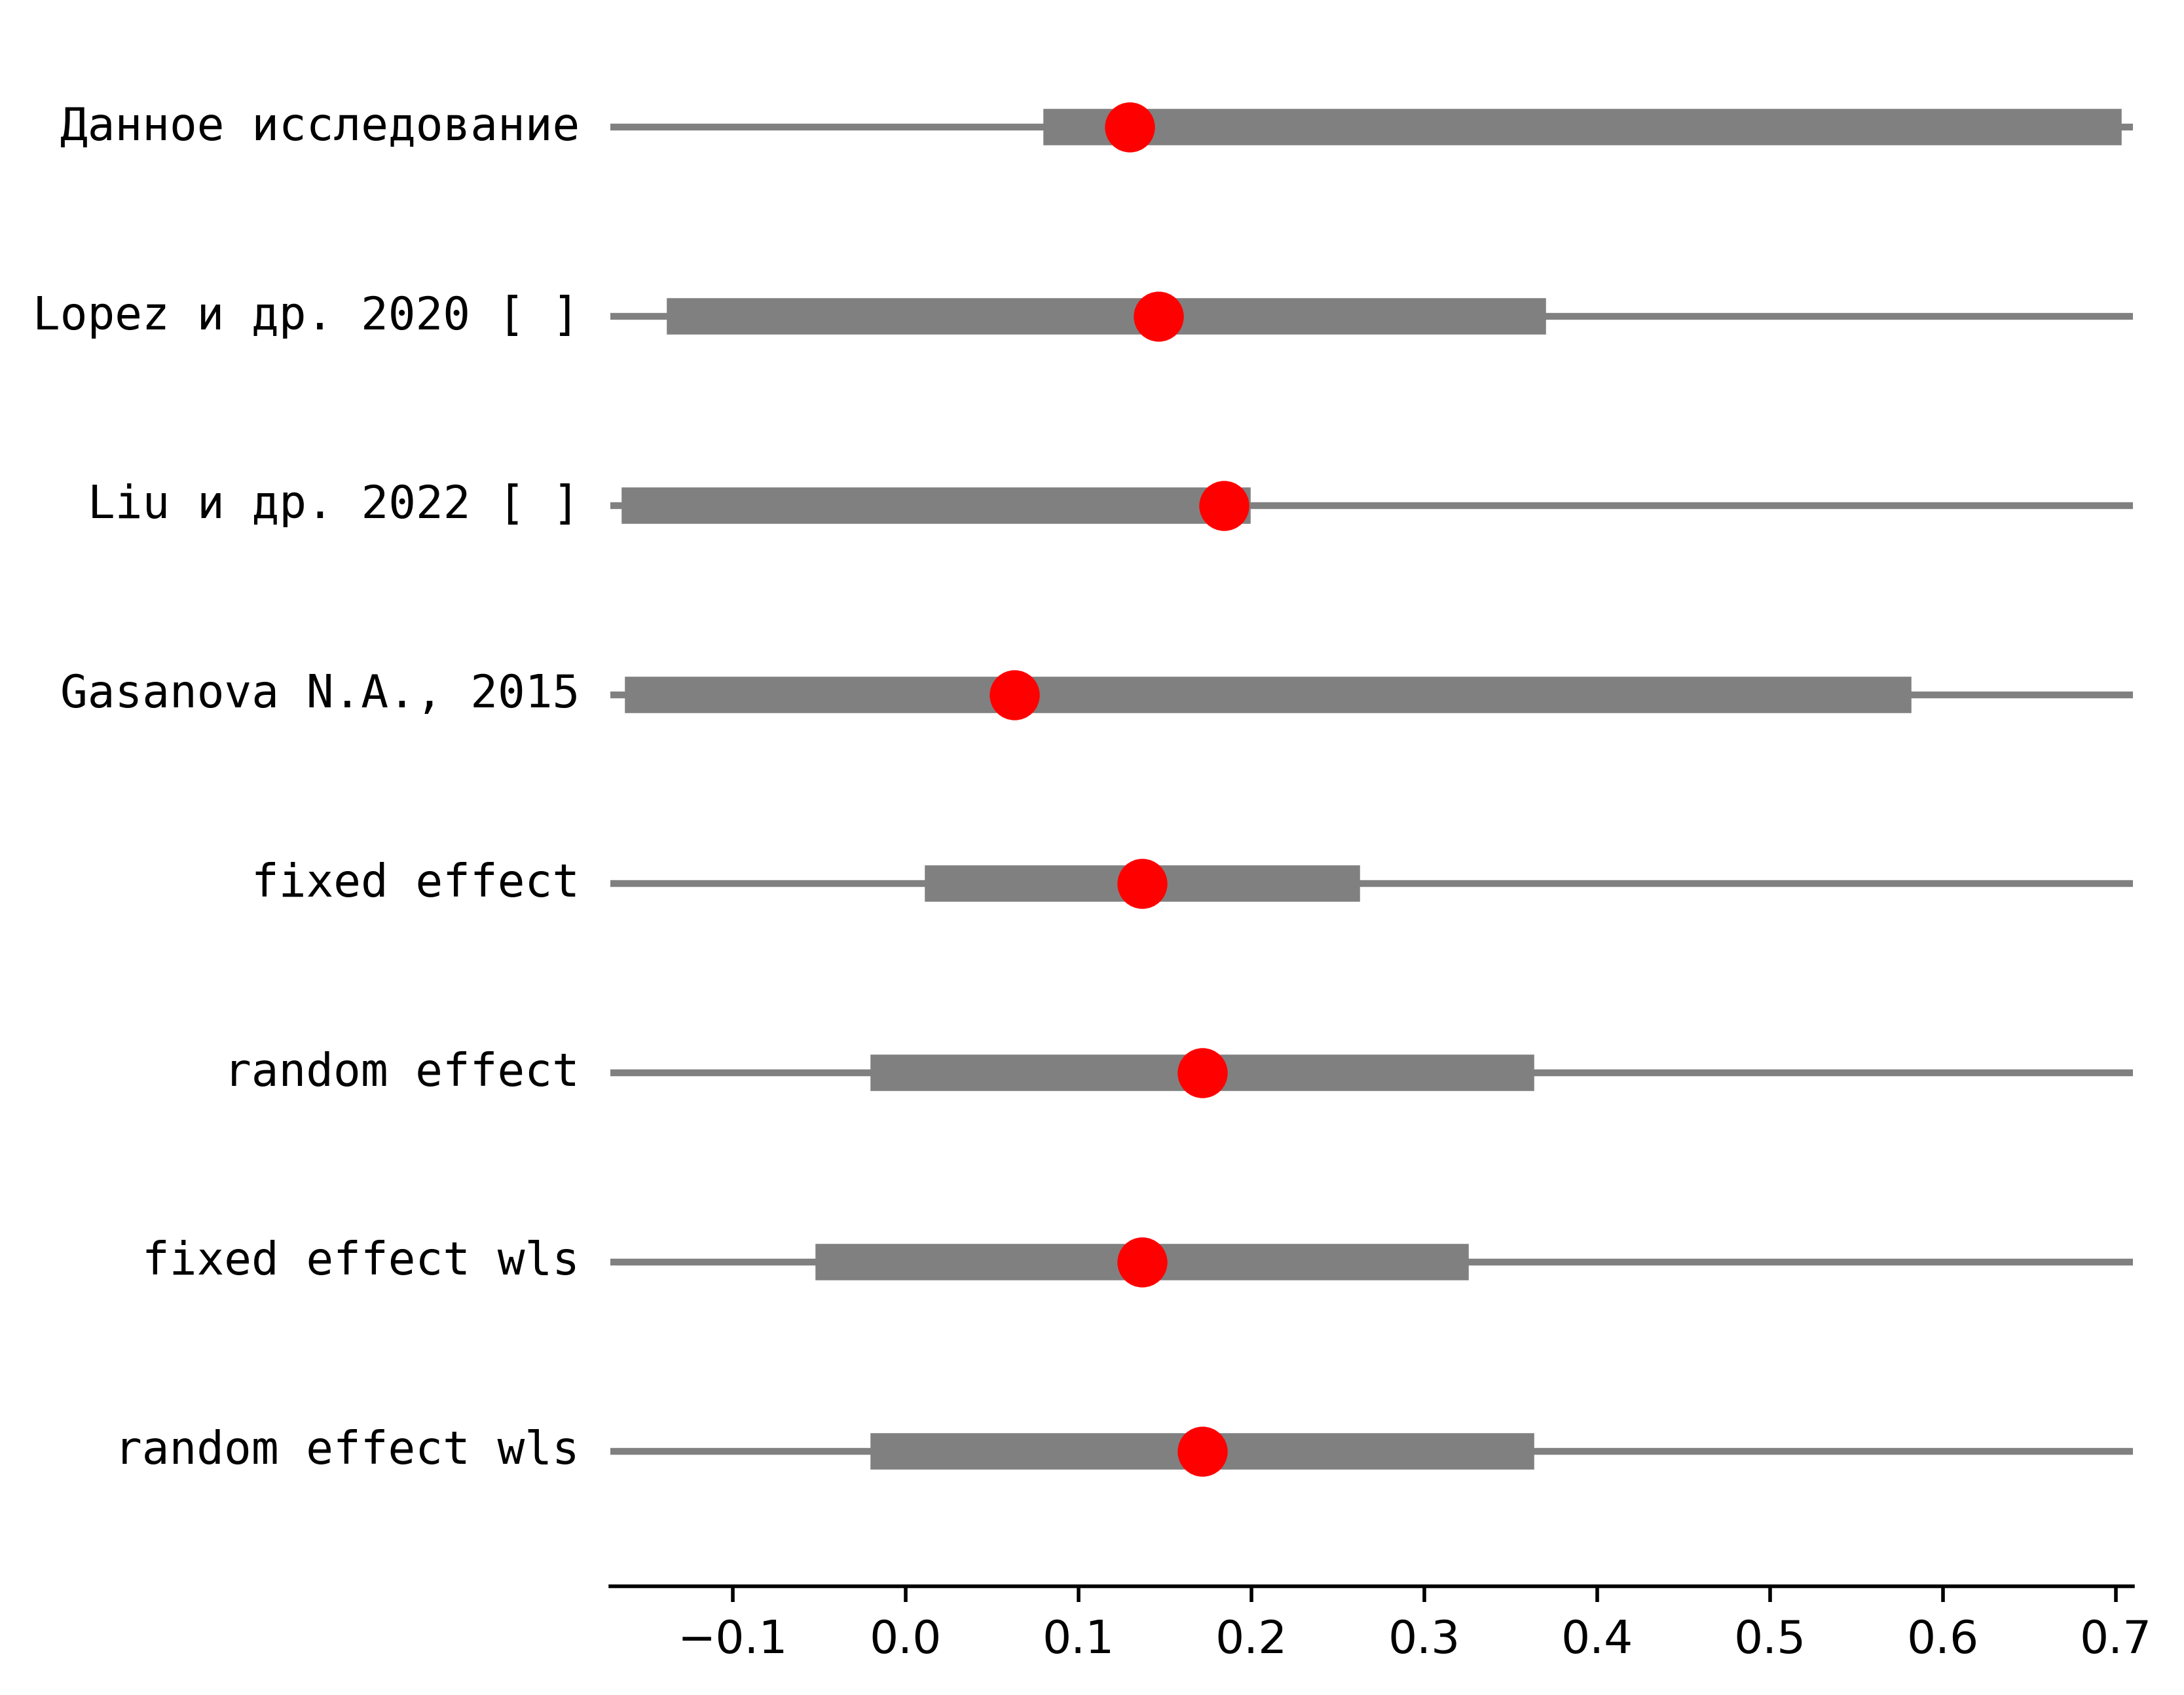 Данное исследование
Lopez и др. 2020 [ ]
Liu и др. 2022 [ ]
Gasanova N.A., 2015
fixed effect
random effect
fixed effect wls
random effect wls
−0.1 0.0 0.1 0.2 0.3 0.4 0.5 0.6 0.7